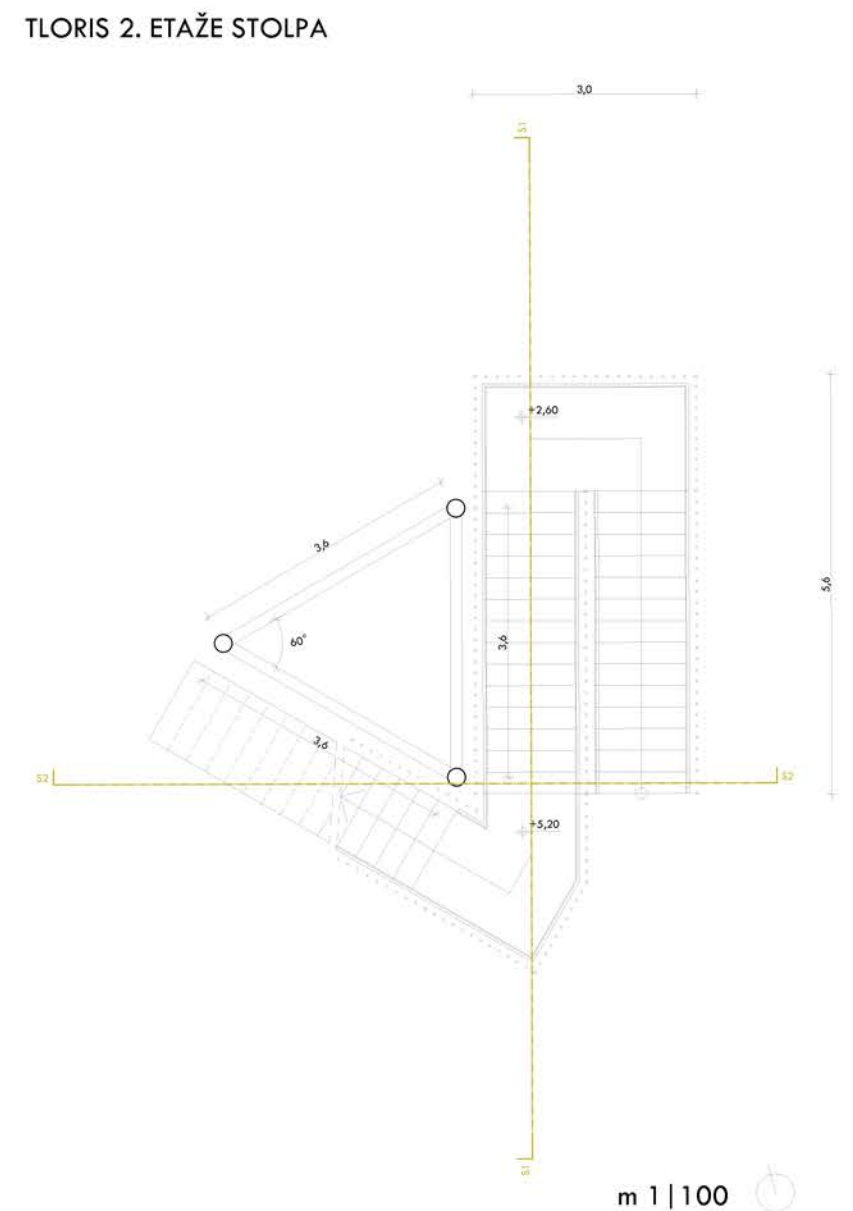 TLORIS 2. ETAŽE STOLPA
3,0
S1
+2,60
3,6
5,6
60°
3,6
3,6
S2
S2
+5,20
S1
m 1|100